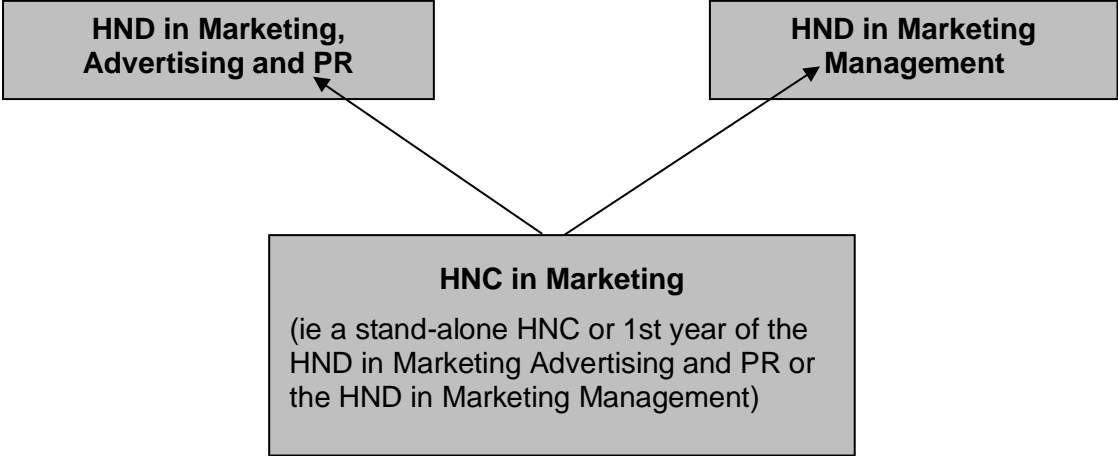 HND in Marketing,
Advertising and PR
HND in Marketing
Management
HNC in Marketing
(ie a stand-alone HNC or 1st year of the
HND in Marketing Advertising and PR or
the HND in Marketing Management)